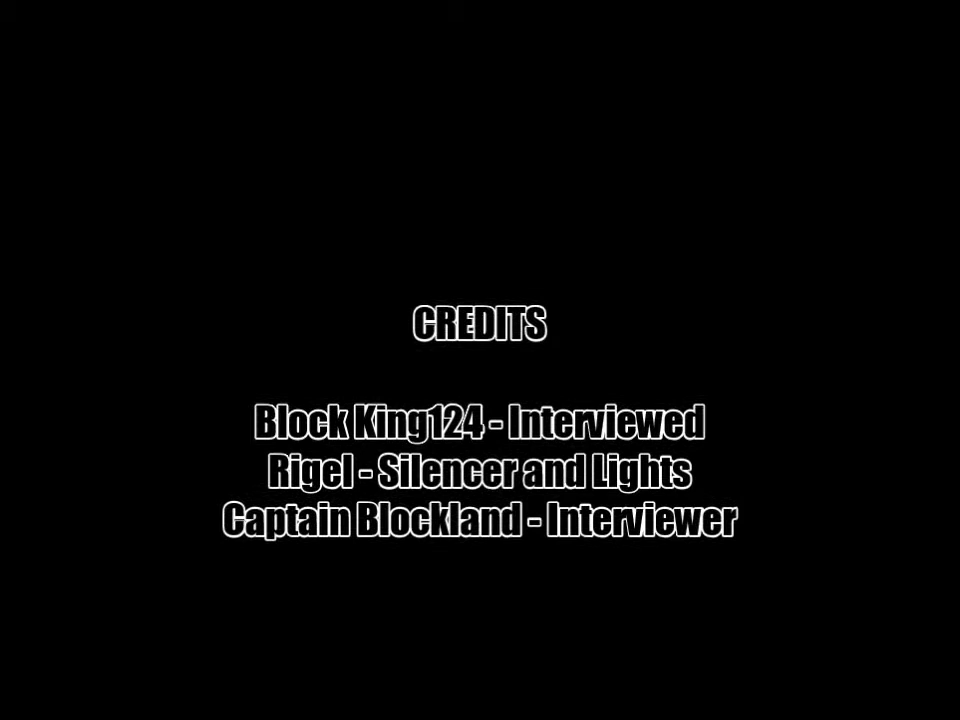 CREDITS
Block King124 - Interviewed
Rigel - Silencer and Lights
Captain Blockland - Interviewer